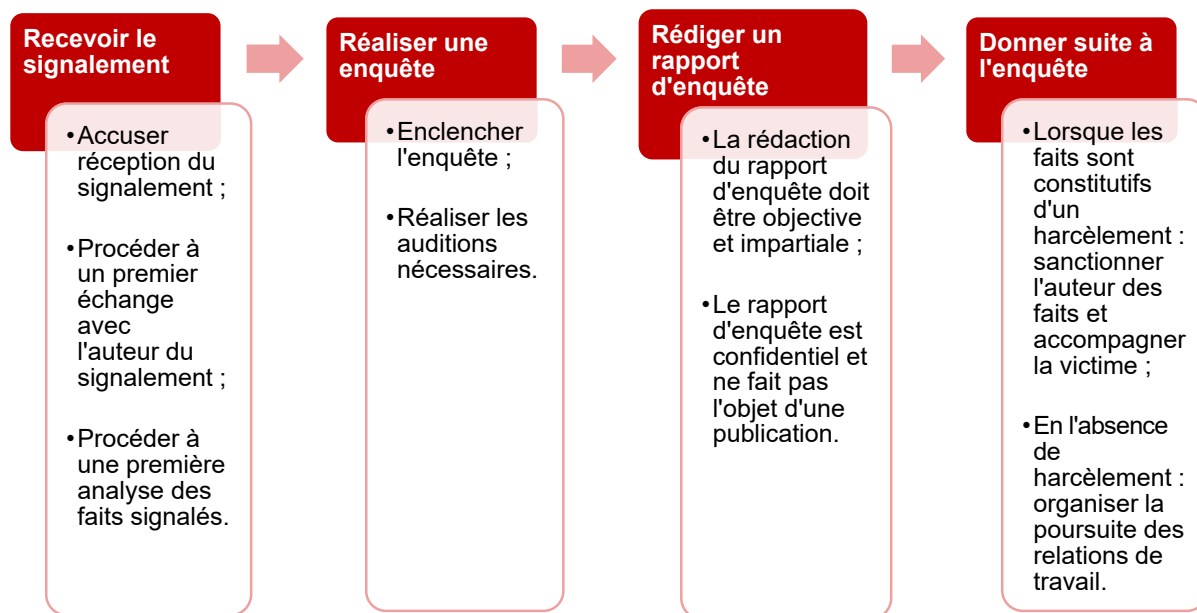 Recevoir le
signalement
•Accuser
réception du
signalement ;
•Procéder à
un premier
échange
avec
l'auteur du
signalement ;
•Procéder à
une première
analyse des
faits signalés.
Réaliser une
enquête
•Enclencher
l'enquête ;
•Réaliser les
auditions
nécessaires.
Rédiger un
rapport
d'enquête
•La rédaction
du rapport
d'enquête doit
être objective
et impartiale ;
•Le rapport
d'enquête est
confidentiel et
ne fait pas
l'objet d'une
publication.
Donner suite à
l'enquête
•Lorsque les
faits sont
constitutifs
d'un
harcèlement :
sanctionner
l'auteur des
faits et
accompagner
la victime ;
•En l'absence
de
harcèlement :
organiser la
poursuite des
relations de
travail.